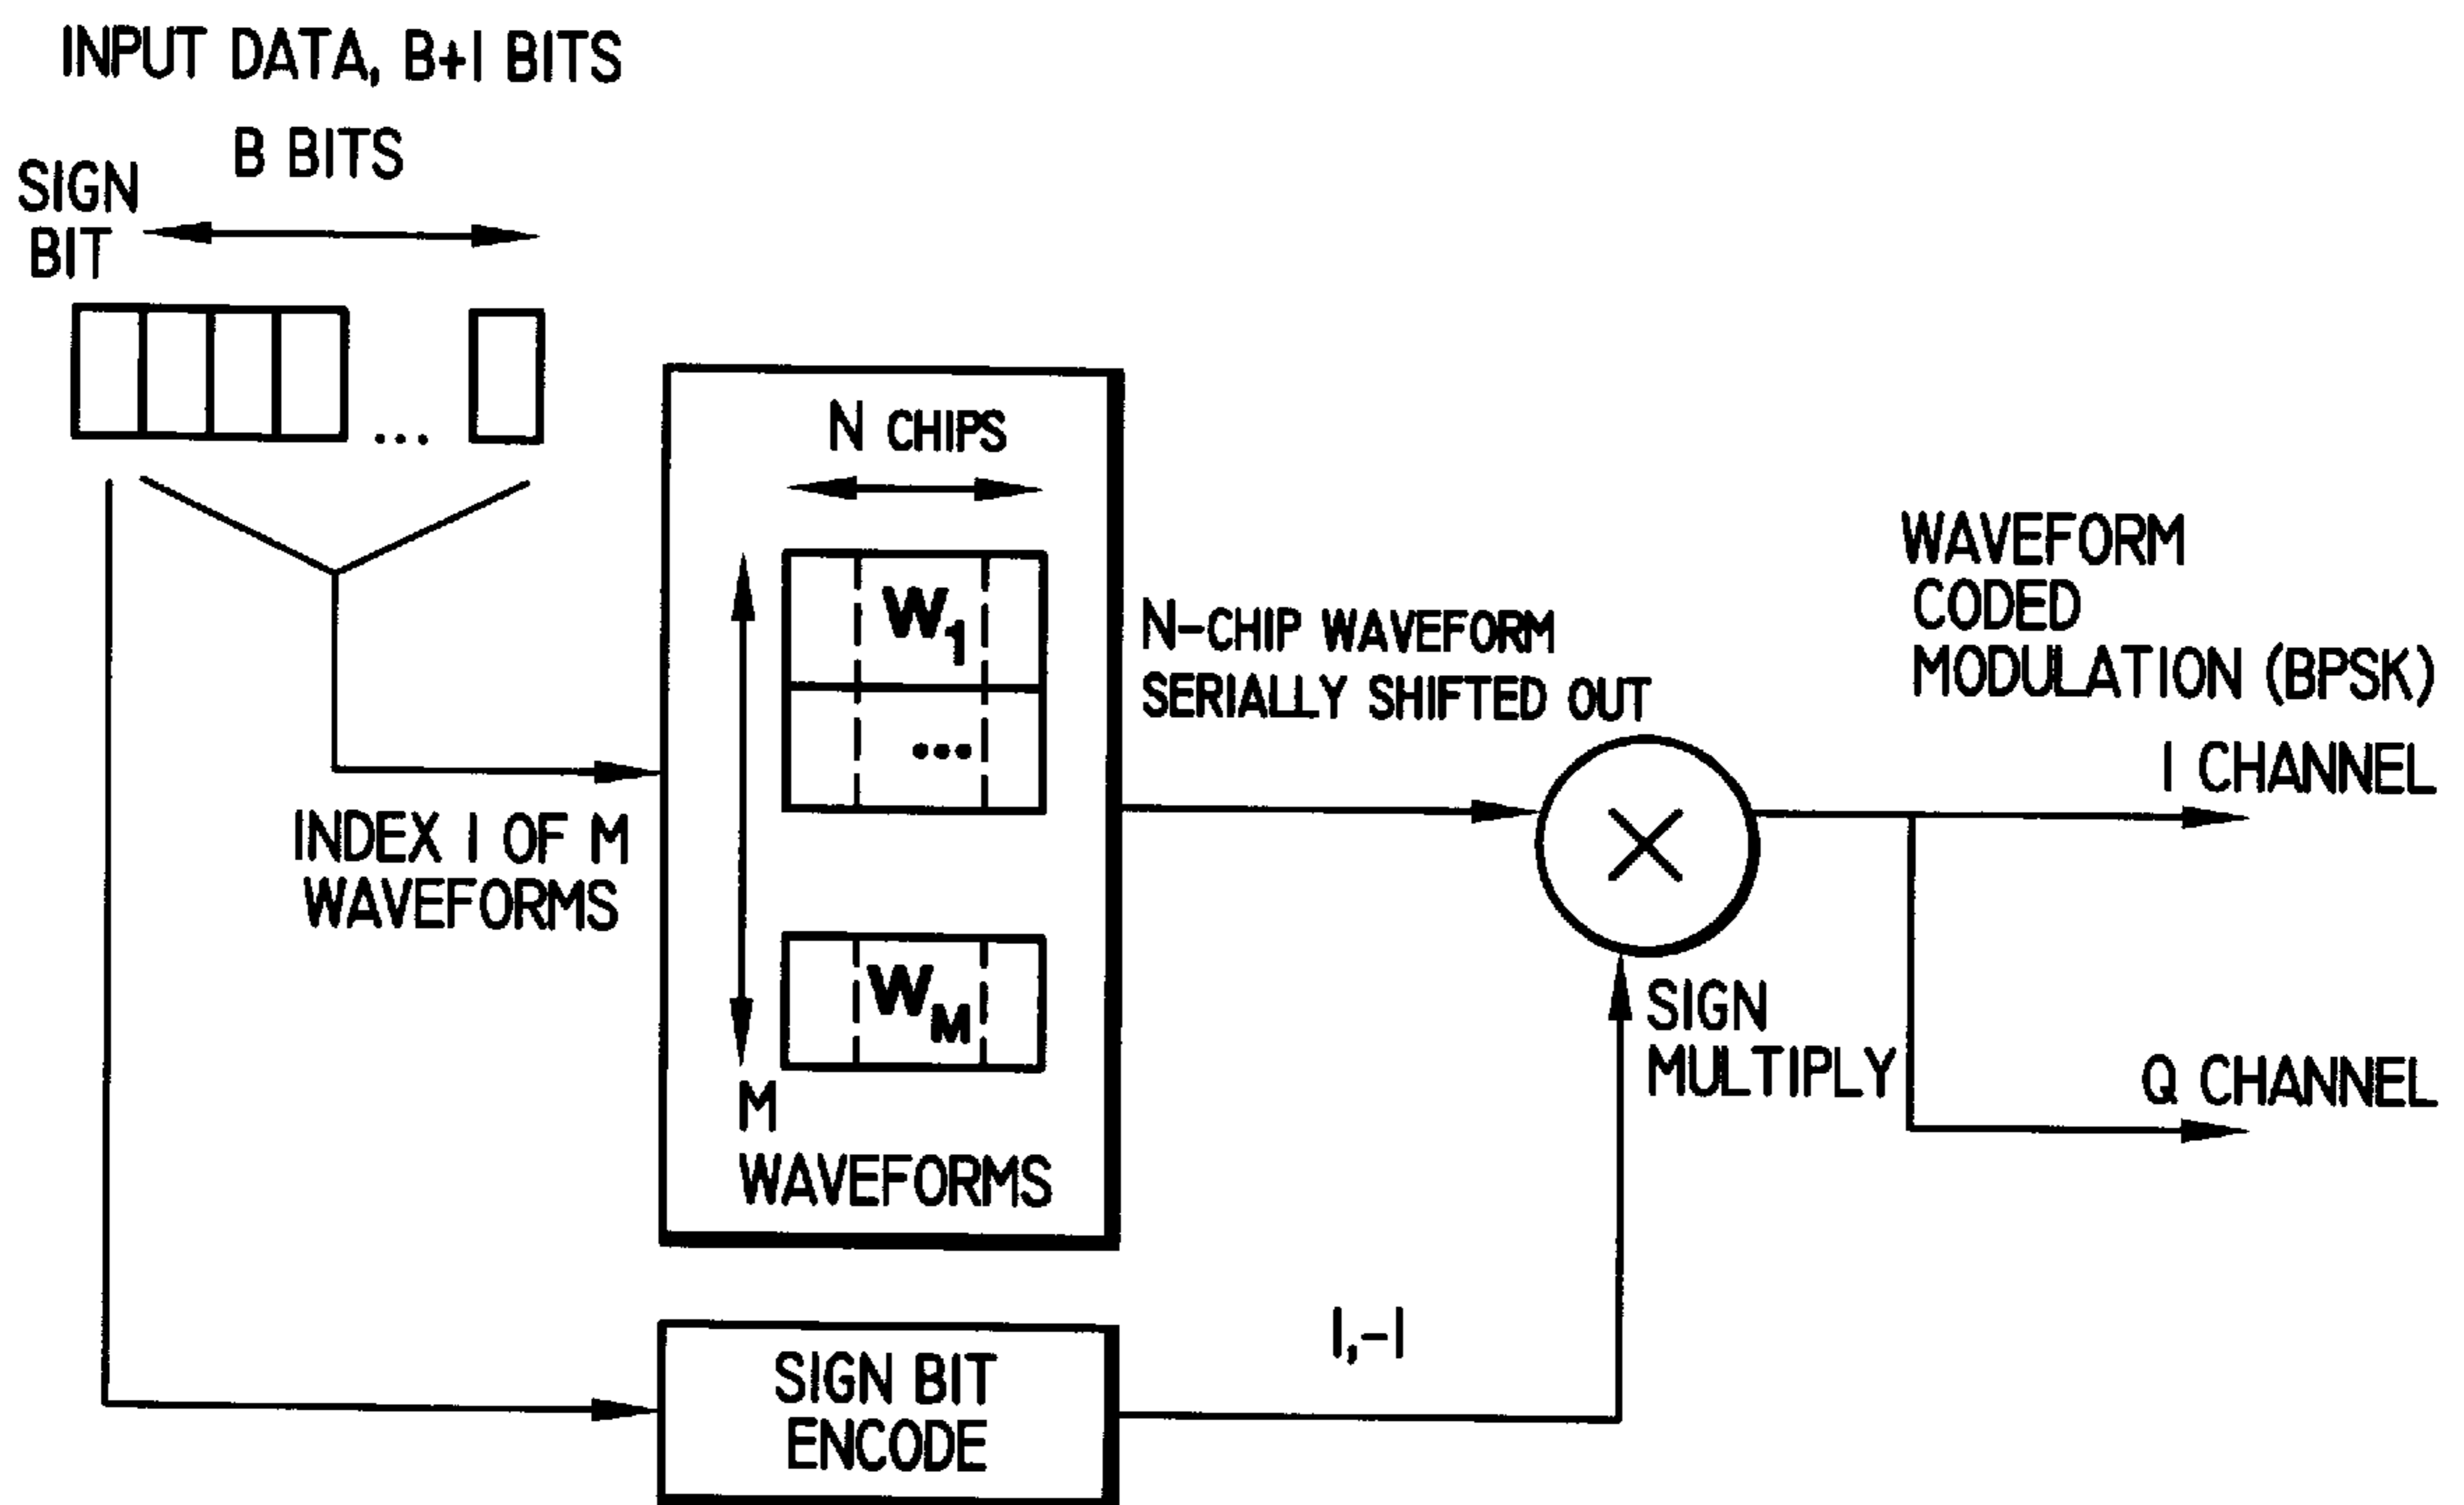 INPUT DATA, B+1 BITS
B BITS
SIGN
BIT
...
N CHIPS
W1
...
WM
M
WAVEFORMS
INDEX I OF M
WAVEFORMS
N-CHIP WAVEFORM
SERIALLY SHIFTED OUT
WAVEFORM
CODED
MODULATION (BPSK)
I CHANNEL
SIGN
MULTIPLY
Q CHANNEL
1,-1
SIGN BIT
ENCODE